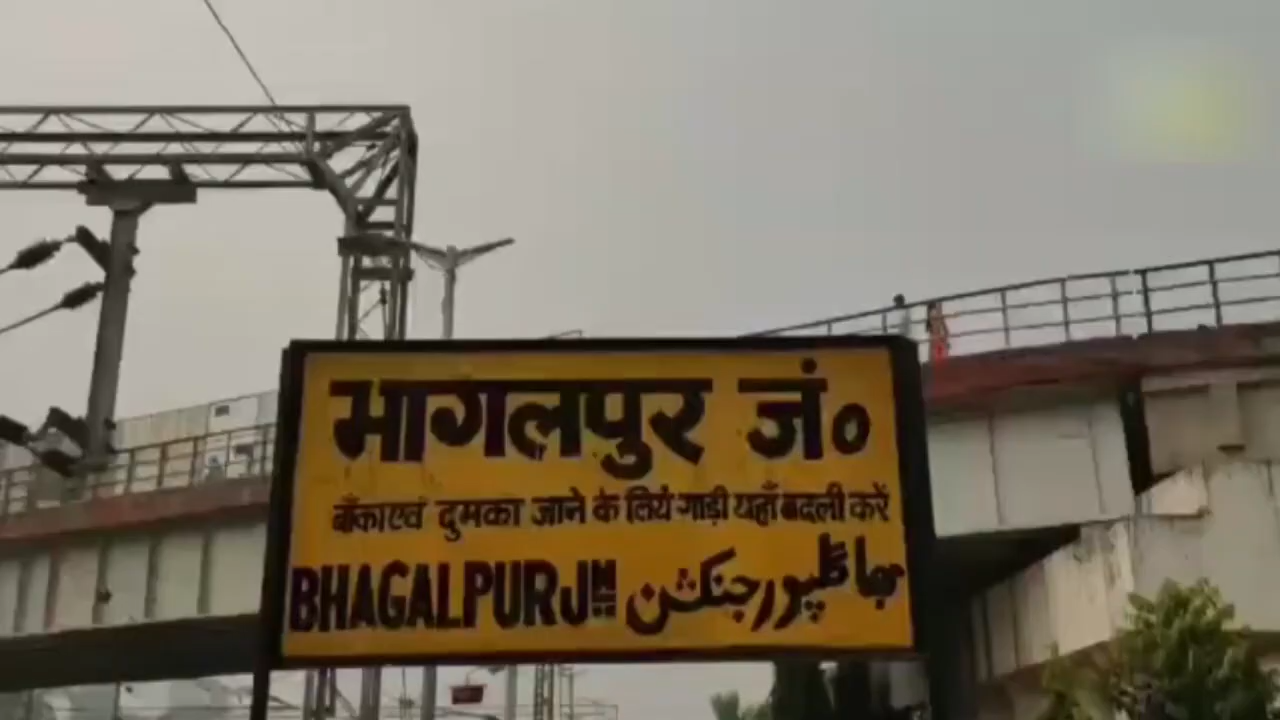 भागलपुर जं०
बाँका एवं दुमका जाने के लिये गाड़ी यहाँ बदली करें
BHAGALPUR JN بھاگلپور جنکشن